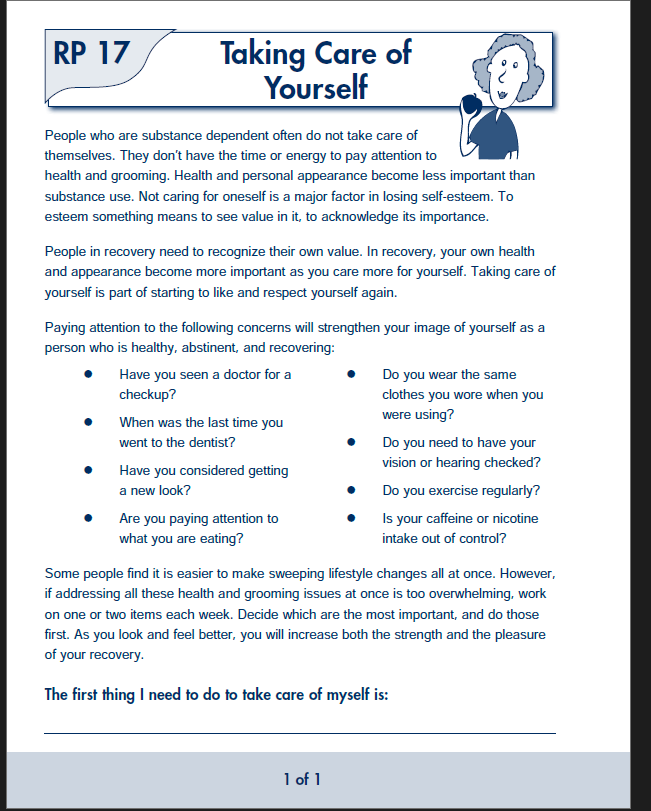 RP 17
Taking Care of
Yourself
People who are substance dependent often do not take care of
themselves. They don't have the time or energy to pay attention to
health and grooming. Health and personal appearance become less important than
substance use. Not caring for oneself is a major factor in losing self-esteem. To
esteem something means to see value in it, to acknowledge its importance.
People in recovery need to recognize their own value. In recovery, your own health
and appearance become more important as you care more for yourself. Taking care of
yourself is part of starting to like and respect yourself again.
Paying attention to the following concerns will strengthen your image of yourself as a
person who is healthy, abstinent, and recovering:
● Have you seen a doctor for a
checkup?
● When was the last time you
went to the dentist?
● Have you considered getting
a new look?
● Are you paying attention to
what you are eating?
● Do you wear the same
clothes you wore when you
were using?
● Do you need to have your
vision or hearing checked?
● Do you exercise regularly?
● Is your caffeine or nicotine
intake out of control?
Some people find it is easier to make sweeping lifestyle changes all at once. However,
if addressing all these health and grooming issues at once is too overwhelming, work
on one or two items each week. Decide which are the most important, and do those
first. As you look and feel better, you will increase both the strength and the pleasure
of your recovery.
The first thing I need to do to take care of myself is:
1 of 1